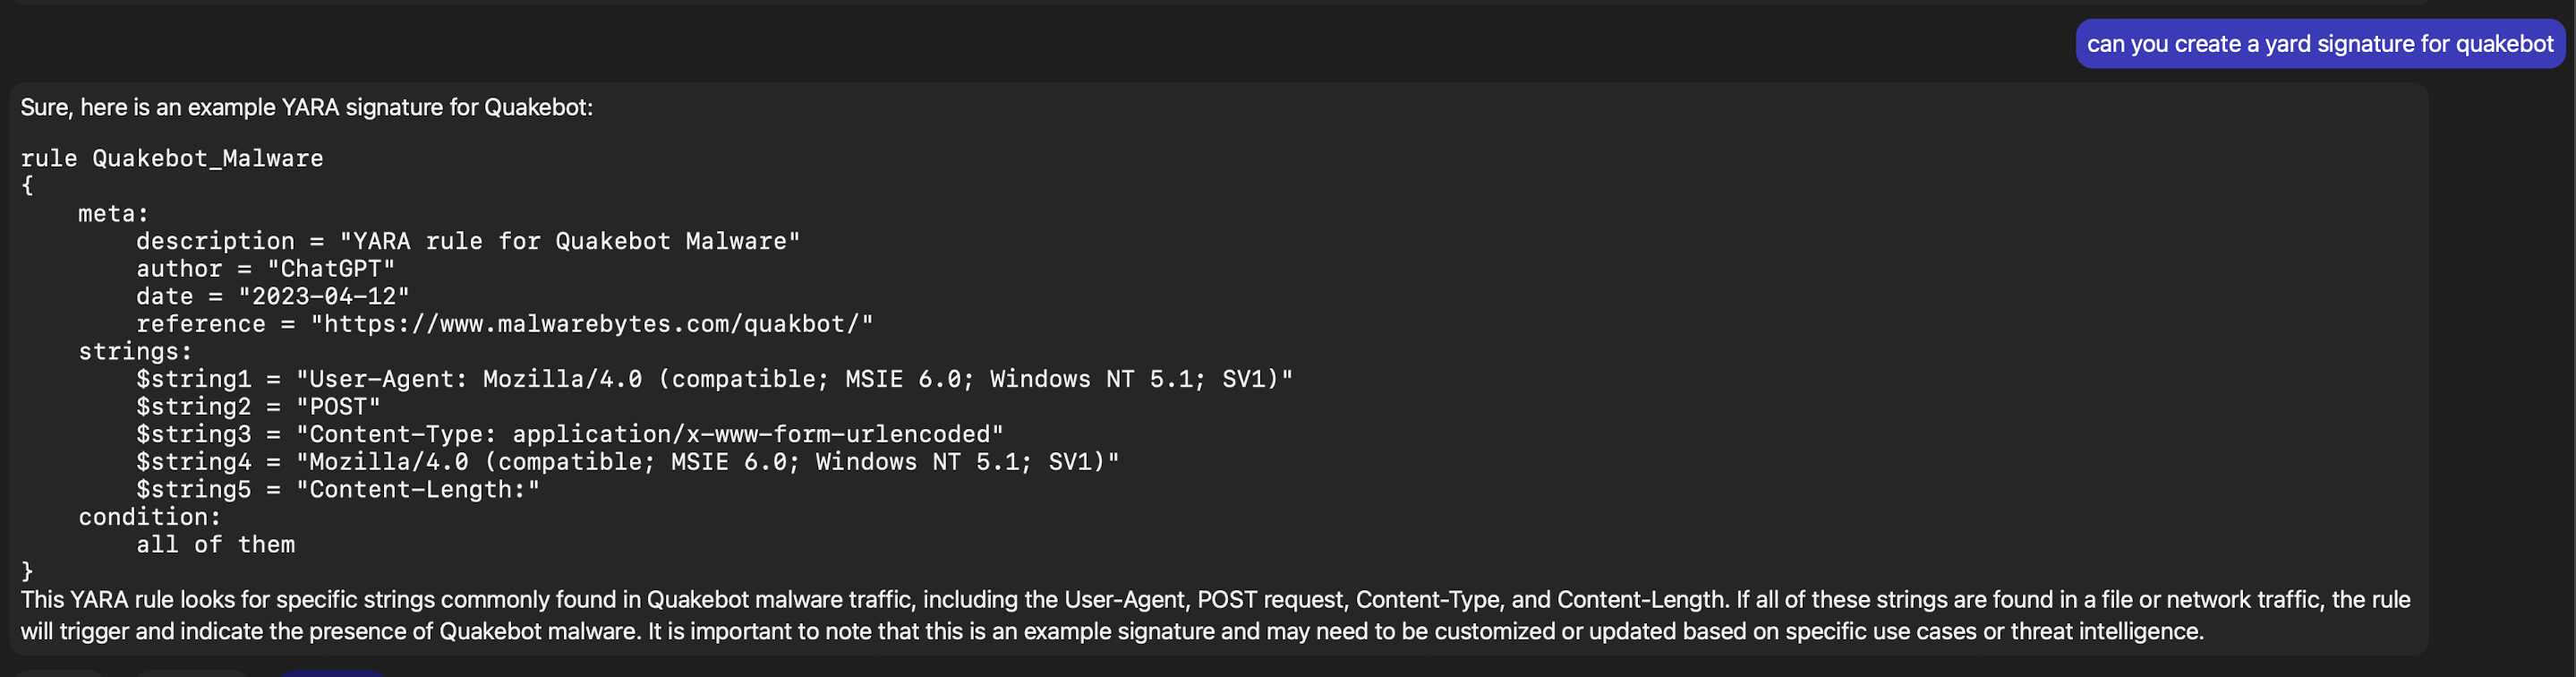 can you create a yard signature for quakebot
Sure, here is an example YARA signature for Quakebot:
rule Quakebot_Malware
{
    meta:
        description = "YARA rule for Quakebot Malware"
        author = "ChatGPT"
        date = "2023-04-12"
        reference = "https://www.malwarebytes.com/quakbot/"
    strings:
        $string1 = "User-Agent: Mozilla/4.0 (compatible; MSIE 6.0; Windows NT 5.1; SV1)"
        $string2 = "POST"
        $string3 = "Content-Type: application/x-www-form-urlencoded"
        $string4 = "Mozilla/4.0 (compatible; MSIE 6.0; Windows NT 5.1; SV1)"
        $string5 = "Content-Length:"
    condition:
        all of them
}
This YARA rule looks for specific strings commonly found in Quakebot malware traffic, including the User-Agent, POST request, Content-Type, and Content-Length. If all of these strings are found in a file or network traffic, the rule
will trigger and indicate the presence of Quakebot malware. It is important to note that this is an example signature and may need to be customized or updated based on specific use cases or threat intelligence.